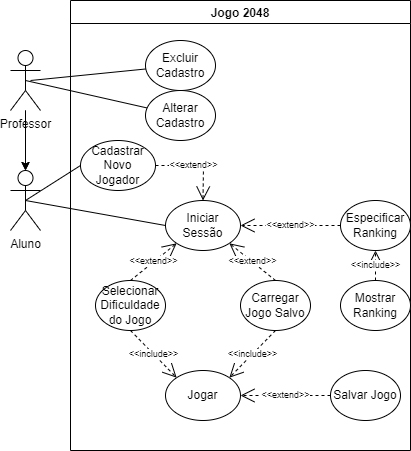 Jogo 2048
Excluir
Cadastro
Alterar
Cadastro
Professor
Cadastrar
Novo
Jogador
<<extend>>
Aluno
Iniciar
Sessão
<<extend>>
Especificar
Ranking
<<extend>>
<<extend>>
<<include>>
Selecionar
Dificuldade
do Jogo
Carregar
Jogo Salvo
Mostrar
Ranking
<<include>>
<<include>>
Jogar
<<extend>>
Salvar Jogo